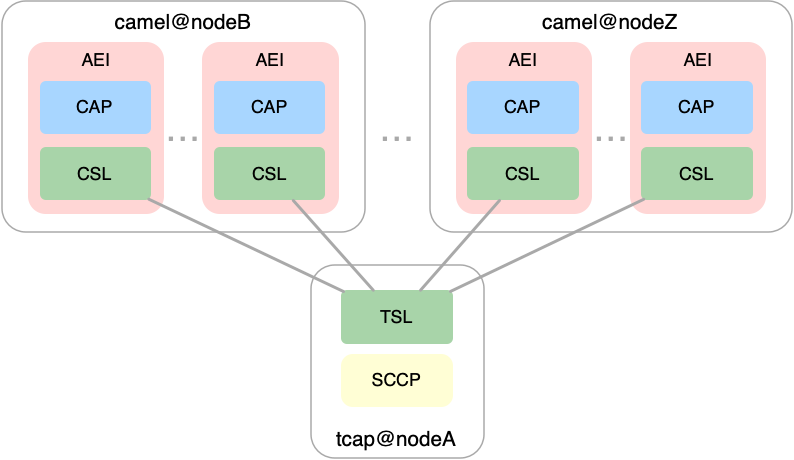 camel@nodeB
camel@nodeZ
AEI
AEI
AEI
AEI
CAP
CAP
CAP
CAP
...
...
...
CSL
CSL
CSL
CSL
TSL
SCCP
tcap@nodeA